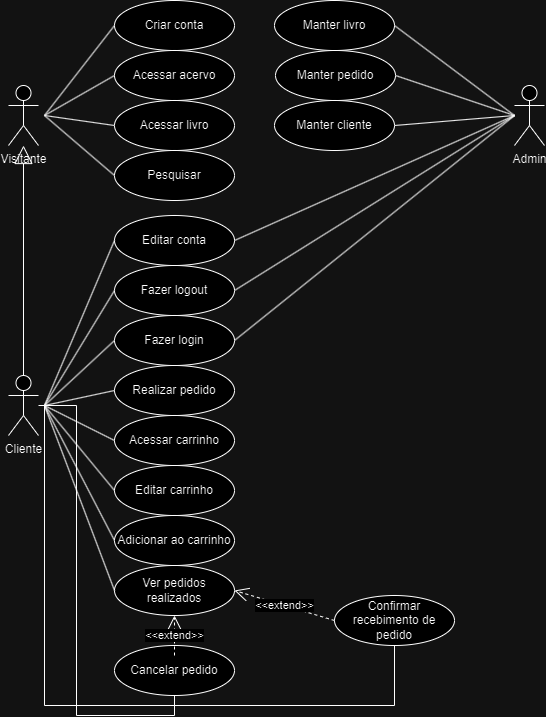 Criar conta
Manter livro
Acessar acervo
Manter pedido
Acessar livro
Manter cliente
Visitante
Admin
Pesquisar
Editar conta
Fazer logout
Fazer login
Realizar pedido
Cliente
Acessar carrinho
Editar carrinho
Adicionar ao carrinho
Ver pedidos
realizados
<<extend>>
Confirmar
recebimento de
pedido
<<extend>>
Cancelar pedido